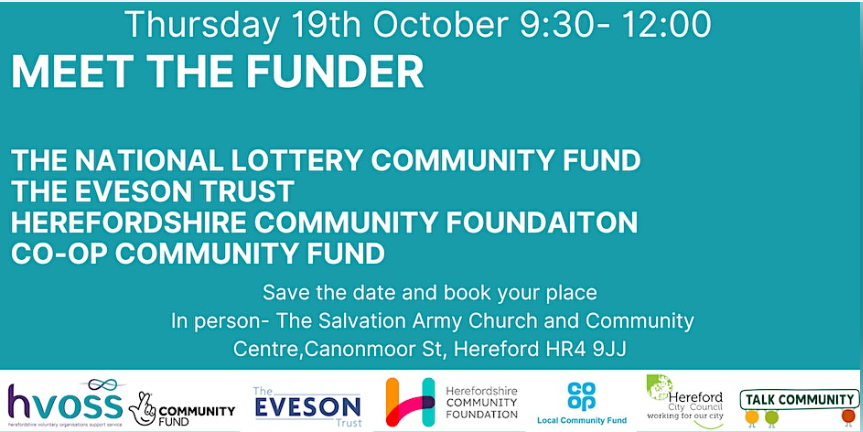 Thursday 19th October 9:30- 12:00
MEET THE FUNDER
THE NATIONAL LOTTERY COMMUNITY FUND
THE EVESON TRUST
HEREFORDSHIRE COMMUNITY FOUNDAITON
CO-OP COMMUNITY FUND
Save the date and book your place
In person- The Salvation Army Church and Community
Centre,Canonmoor St, Hereford HR4 9JJ
hvoss
herefordshire voluntary organisations support service
COMMUNITY
FUND
The
EVESON
Trust
Herefordshire
COMMUNITY
FOUNDATION
CO
OP
Local Community Fund
Hereford
City Council
working for our city
TALK COMMUNITY